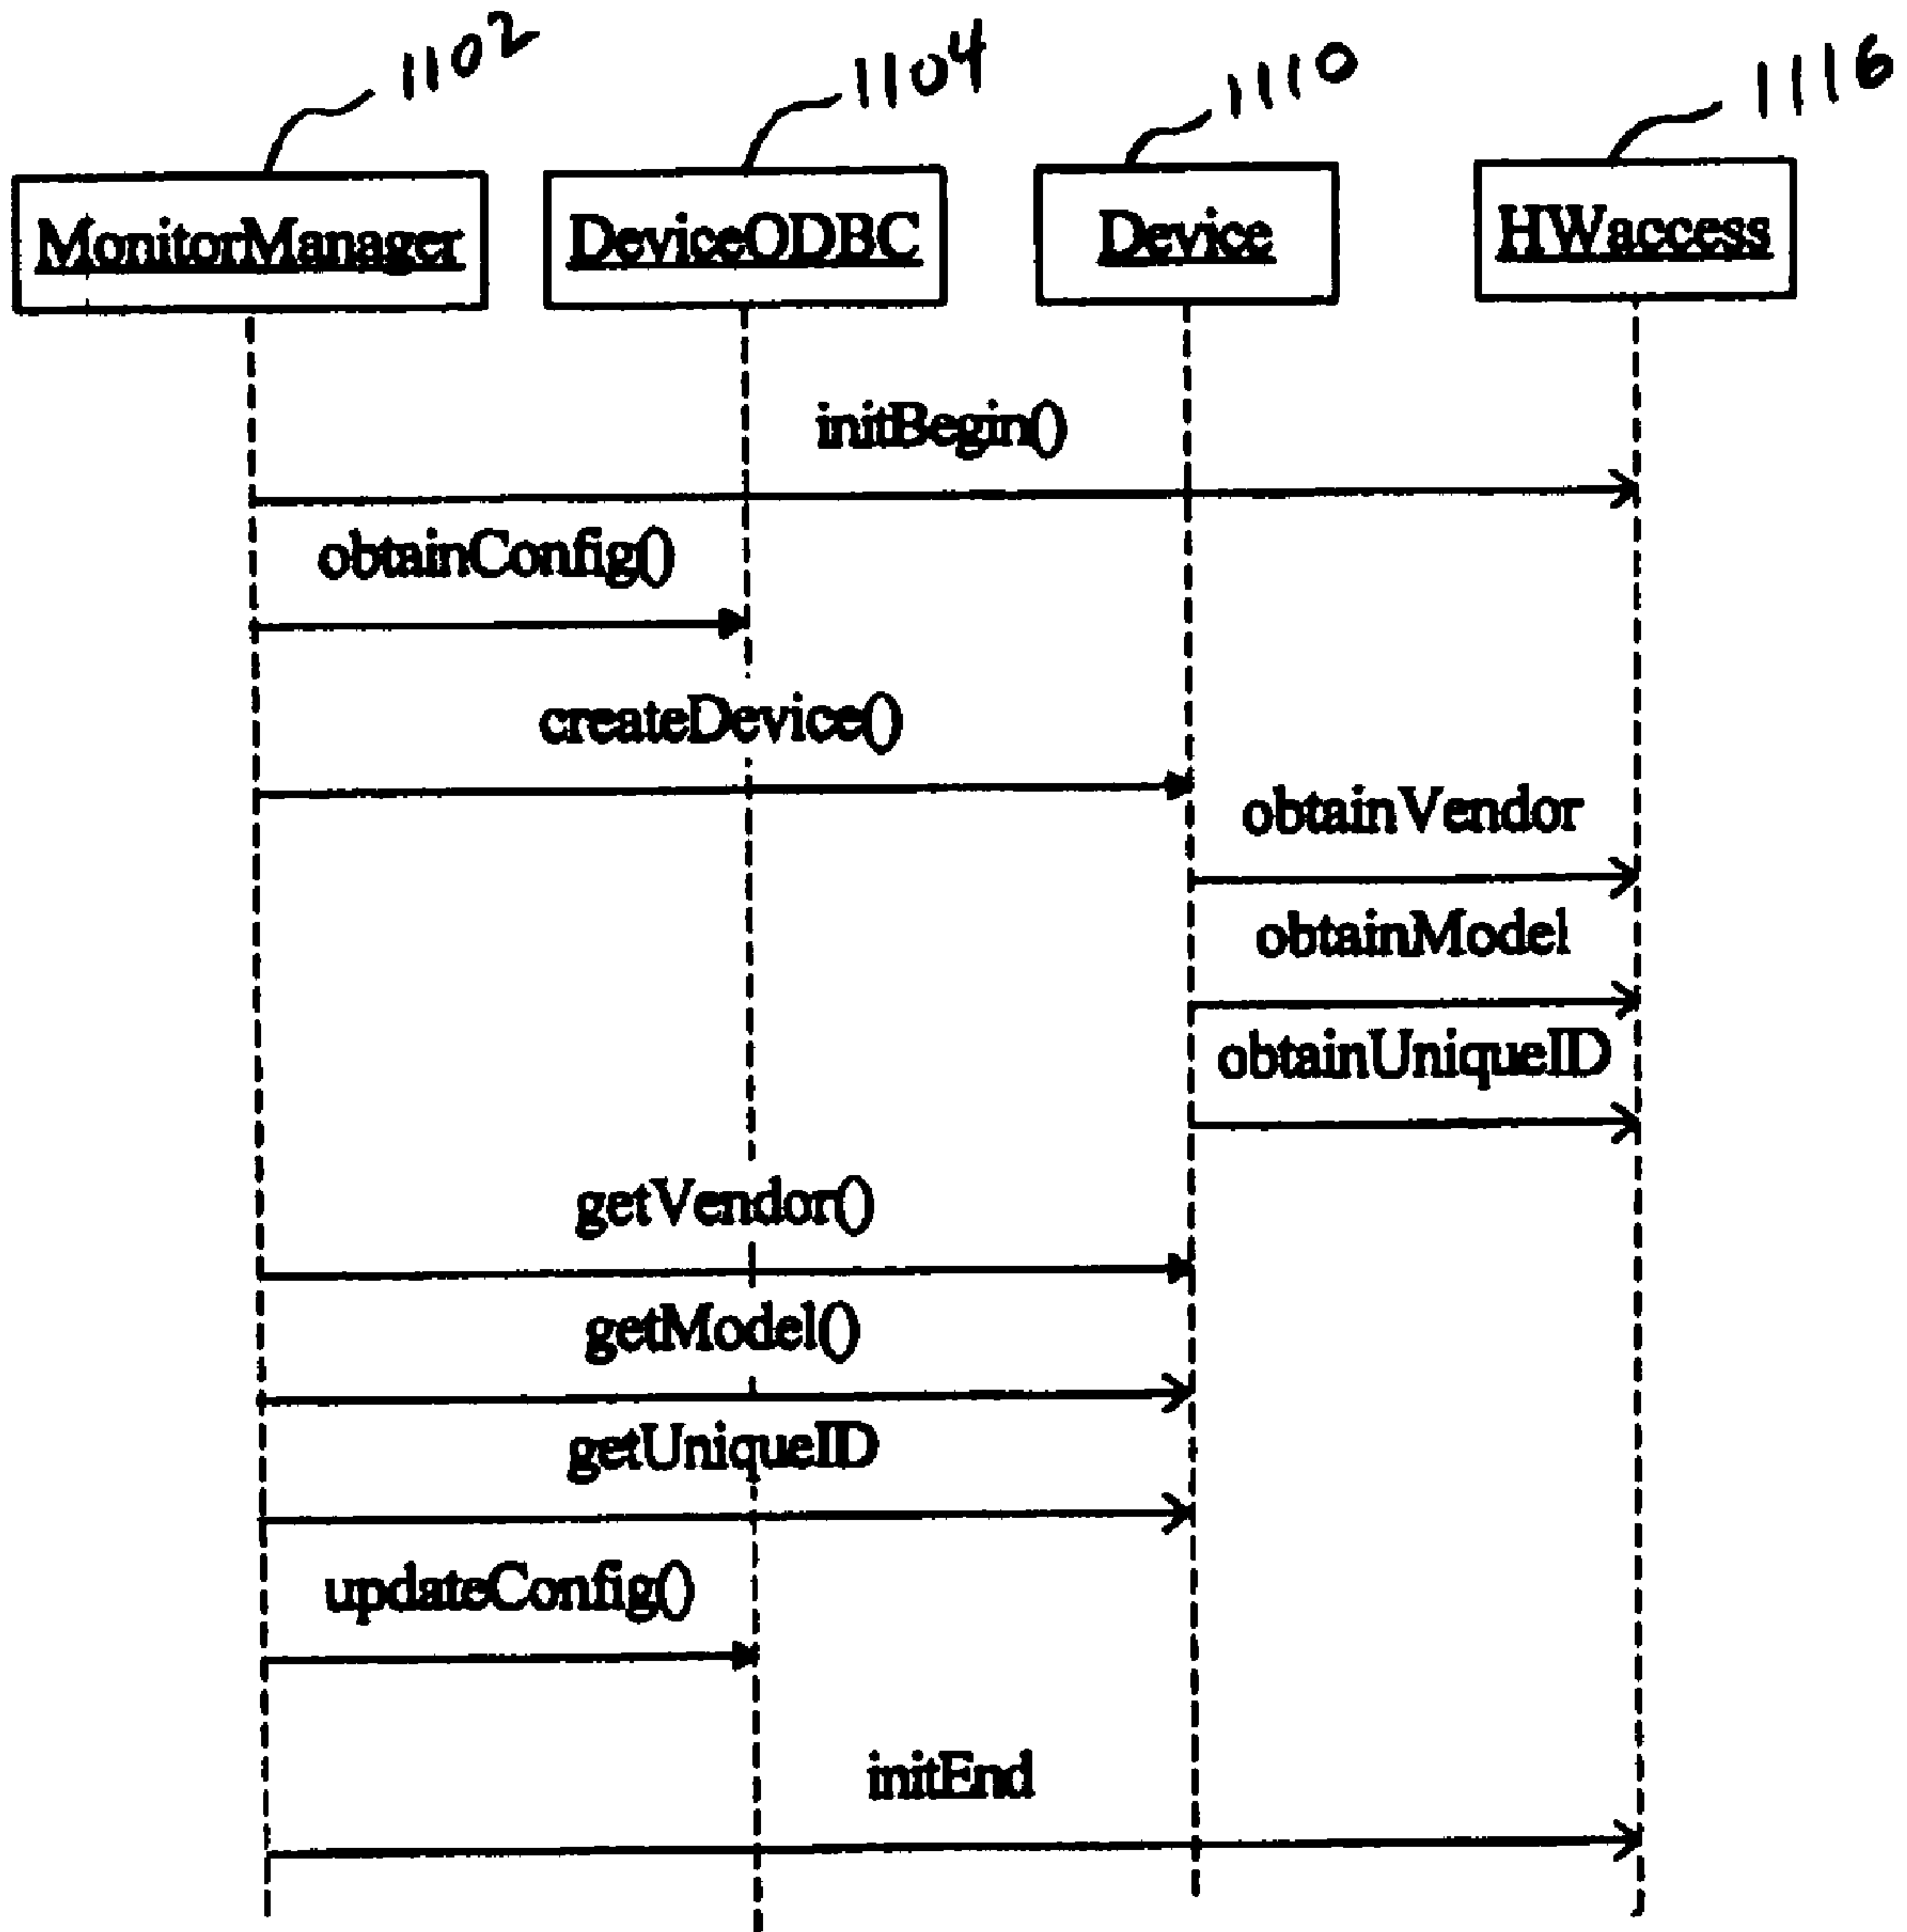 1102
1104
1110
1116
MonitorManager
DeviceODBC
Device
HWaccess
initBegin()
obtainConfig()
createDevice()
obtainVendor
obtainModel
obtainUniqueID
getVendor()
getModel()
getUniqueID
updateConfig()
initEnd